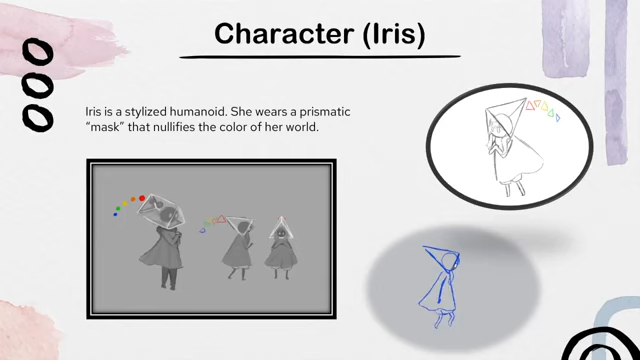 Character (Iris)
Iris is a stylized humanoid. She wears a prismatic
“mask” that nullifies the color of her world.